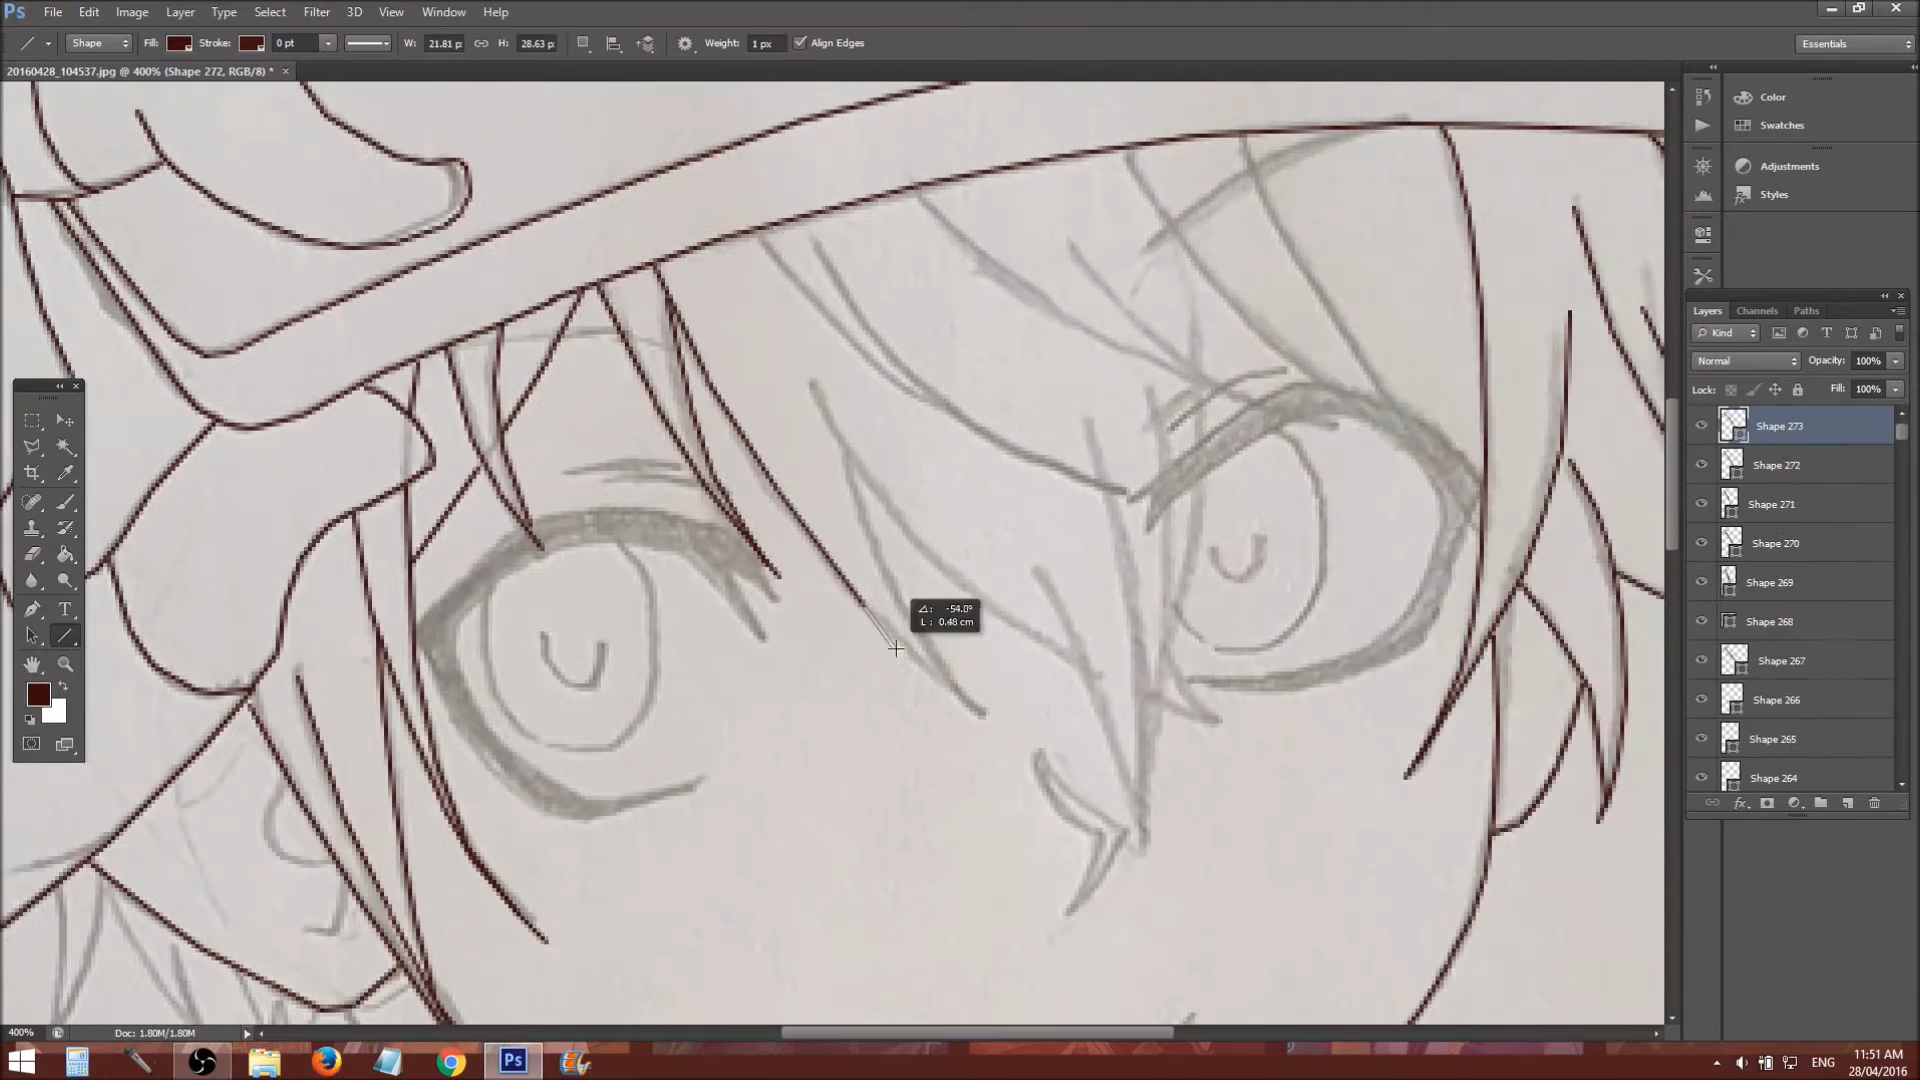 Ps File Edit Image Layer Type Select Filter 3D View Window Help
Shape Fill: Stroke: 0 pt W: 21.81 p: H: 28.63 p: Weight: 1 px Align Edges Essentials
20160428_104537.jpg @ 400% (Shape 272, RGB/8) * ×
Color
Swatches
Adjustments
Styles
Layers Channels Paths
Kind
Normal Opacity: 100%
Lock: Fill: 100%
Shape 273
Shape 272
Shape 271
Shape 270
Shape 269
Shape 268
Shape 267
Shape 266
Shape 265
Shape 264
-54.0°
L: 0.48 cm
400% Doc: 1.80M/1.80M
Ps
ENG
11:51 AM
28/04/2016